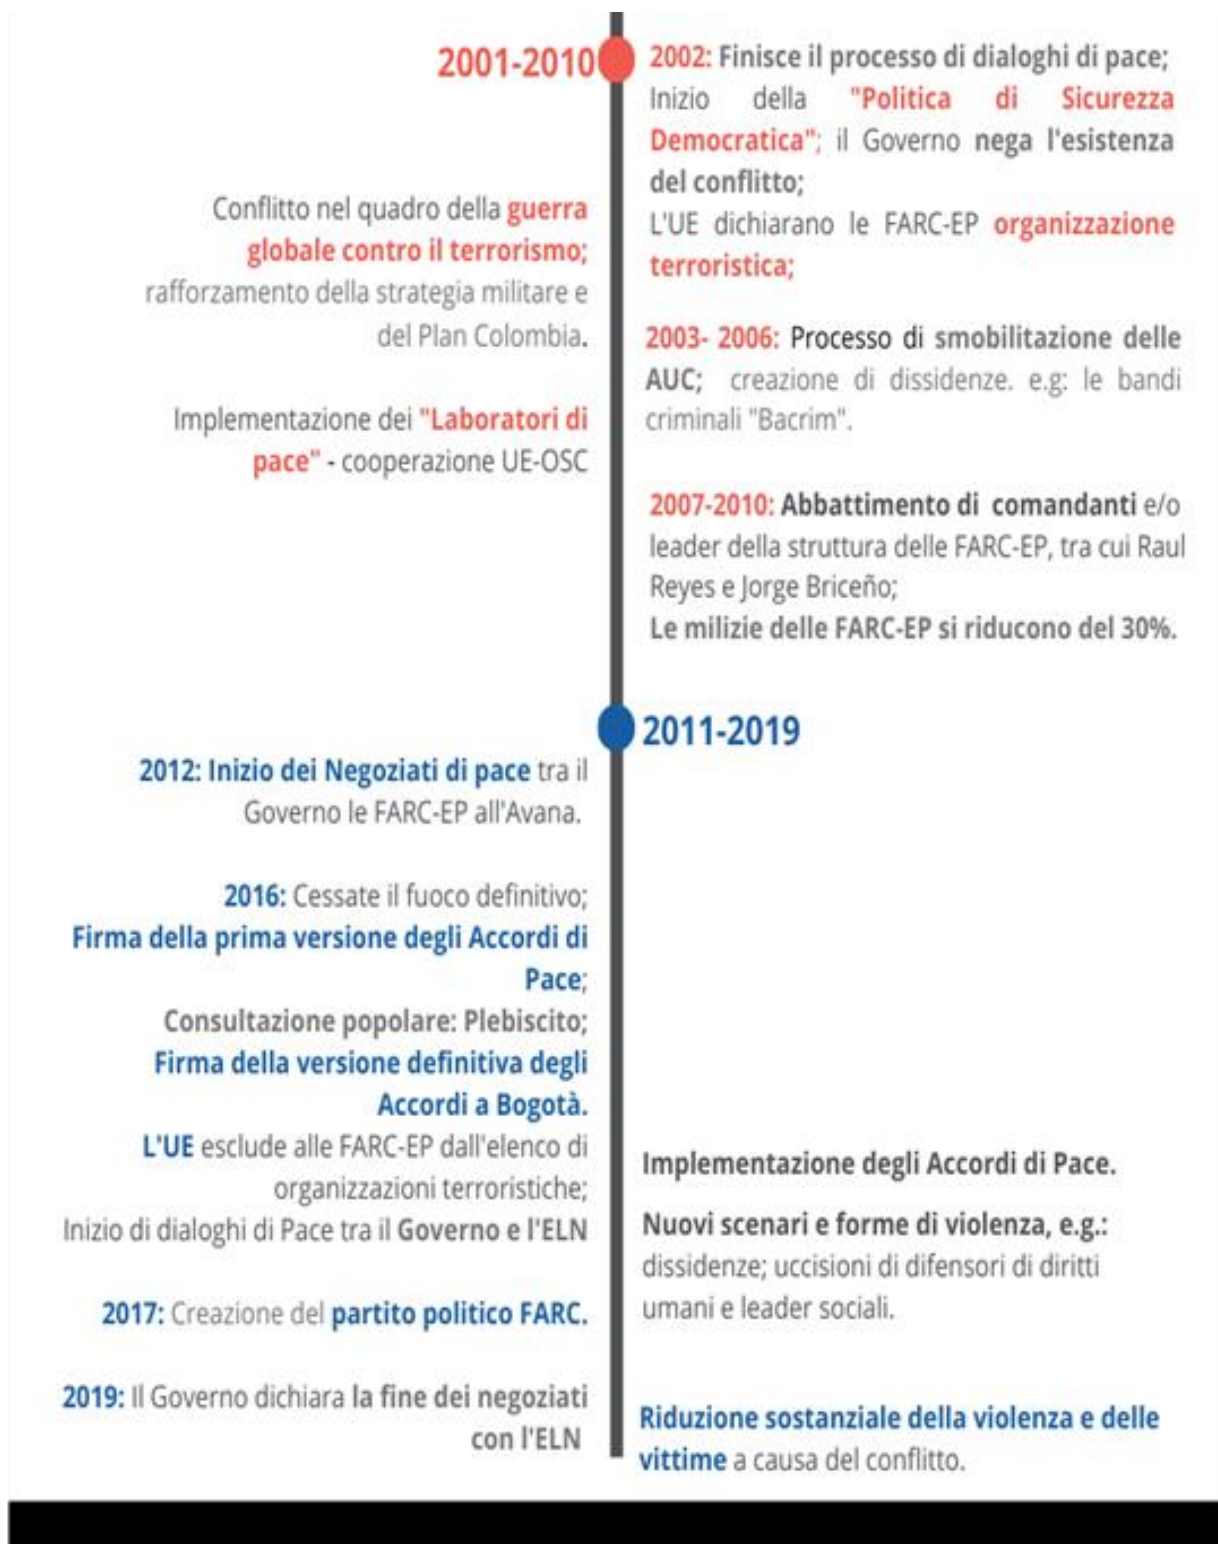 2001-2010
2002: Finisce il processo di dialoghi di pace;
Inizio della "Politica di Sicurezza
Democratica"; il Governo nega l'esistenza
del conflitto;
L'UE dichiarano le FARC-EP organizzazione
terroristica;
Conflitto nel quadro della guerra
globale contro il terrorismo;
rafforzamento della strategia militare e
del Plan Colombia.
2003- 2006: Processo di smobilitazione delle
AUC; creazione di dissidenze. e.g: le bandi
criminali "Bacrim".
Implementazione dei "Laboratori di
pace" - cooperazione UE-OSC
2007-2010: Abbattimento di comandanti e/o
leader della struttura delle FARC-EP, tra cui Raul
Reyes e Jorge Briceño;
Le milizie delle FARC-EP si riducono del 30%.
2011-2019
2012: Inizio dei Negoziati di pace tra il
Governo le FARC-EP all'Avana.
2016: Cessate il fuoco definitivo;
Firma della prima versione degli Accordi di
Pace;
Consultazione popolare: Plebiscito;
Firma della versione definitiva degli
Accordi a Bogotà.
L'UE esclude alle FARC-EP dall'elenco di
organizzazioni terroristiche;
Inizio di dialoghi di Pace tra il Governo e l'ELN
2017: Creazione del partito politico FARC.
2019: Il Governo dichiara la fine dei negoziati
con l'ELN
Implementazione degli Accordi di Pace.
Nuovi scenari e forme di violenza, e.g.:
dissidenze; uccisioni di difensori di diritti
umani e leader sociali.
Riduzione sostanziale della violenza e delle
vittime a causa del conflitto.